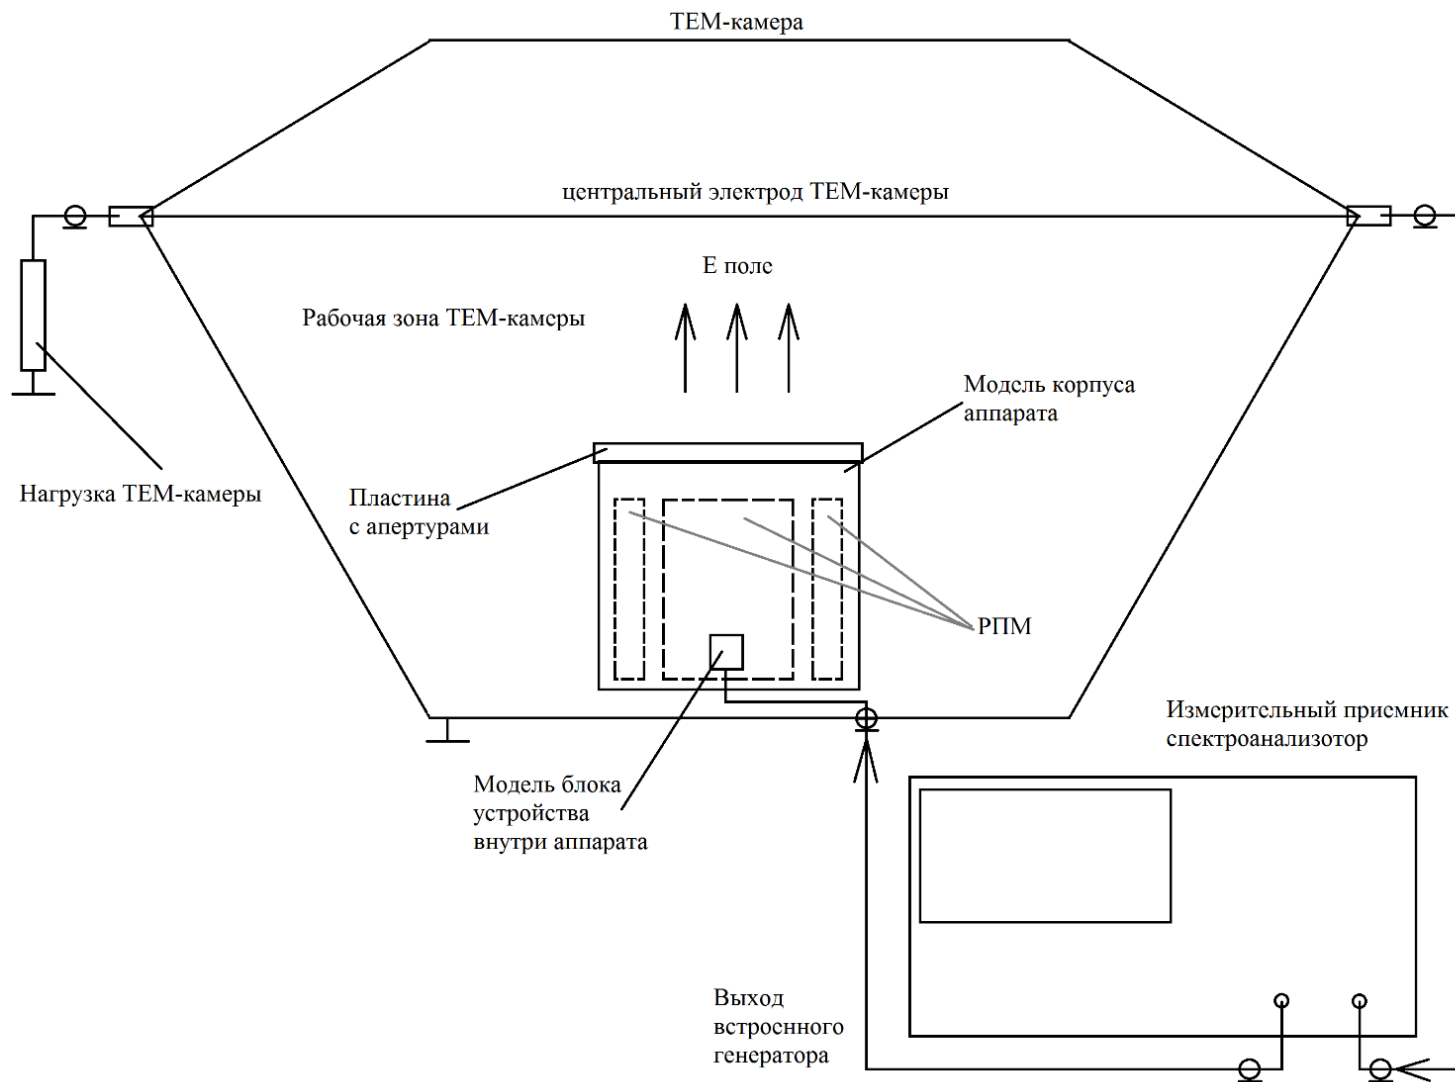 ТЕМ-камера
центральный электрод ТЕМ-камеры
Е поле
Рабочая зона ТЕМ-камеры
Модель корпуса
аппарата
Нагрузка ТЕМ-камеры
Пластина
с апертурами
РПМ
Измерительный приемник
спектроанализотор
Модель блока
устройства
внутри аппарата
Выход
встроенного
генератора